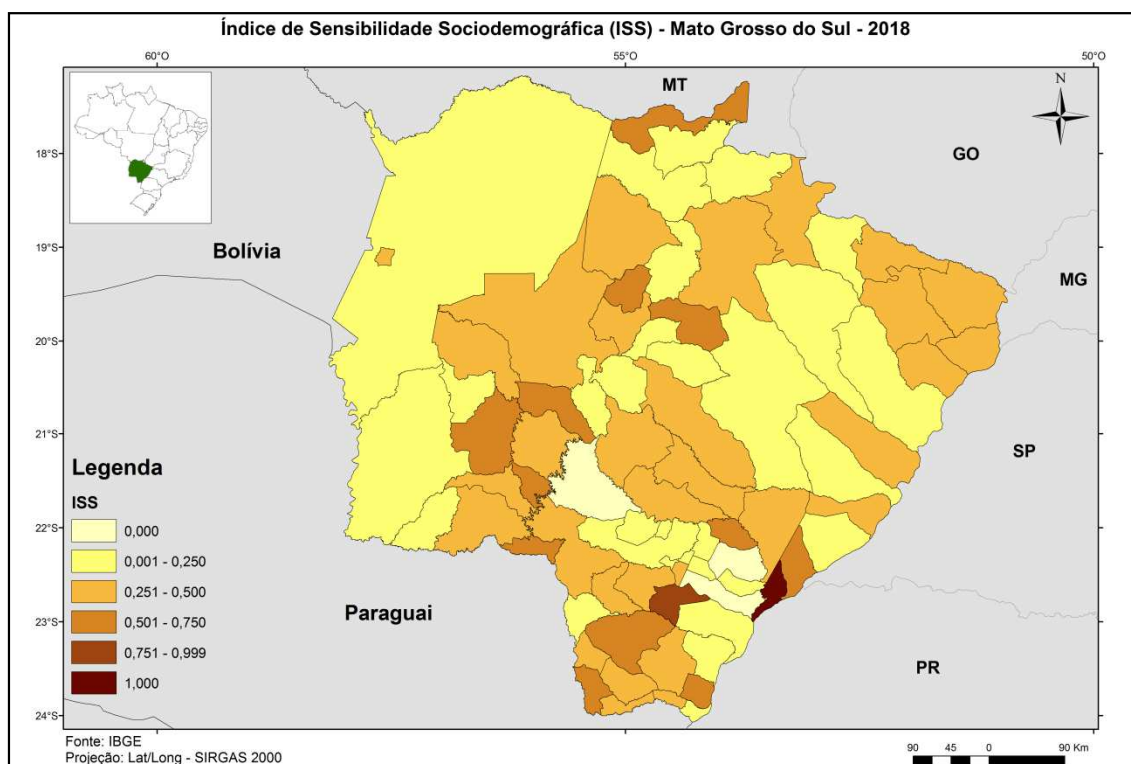 Índice de Sensibilidade Sociodemográfica (ISS) - Mato Grosso do Sul - 2018
60°O
55°O
50°O
MT
N
GO
18°S
19°S
Bolívia
MG
20°S
21°S
SP
Legenda
ISS
22°S
0,000
0,001 - 0,250
0,251 - 0,500
Paraguai
23°S
0,501 - 0,750
0,751 - 0,999
PR
1,000
24°S
Fonte: IBGE
Projeção: Lat/Long - SIRGAS 2000
90 45 0 90 Km